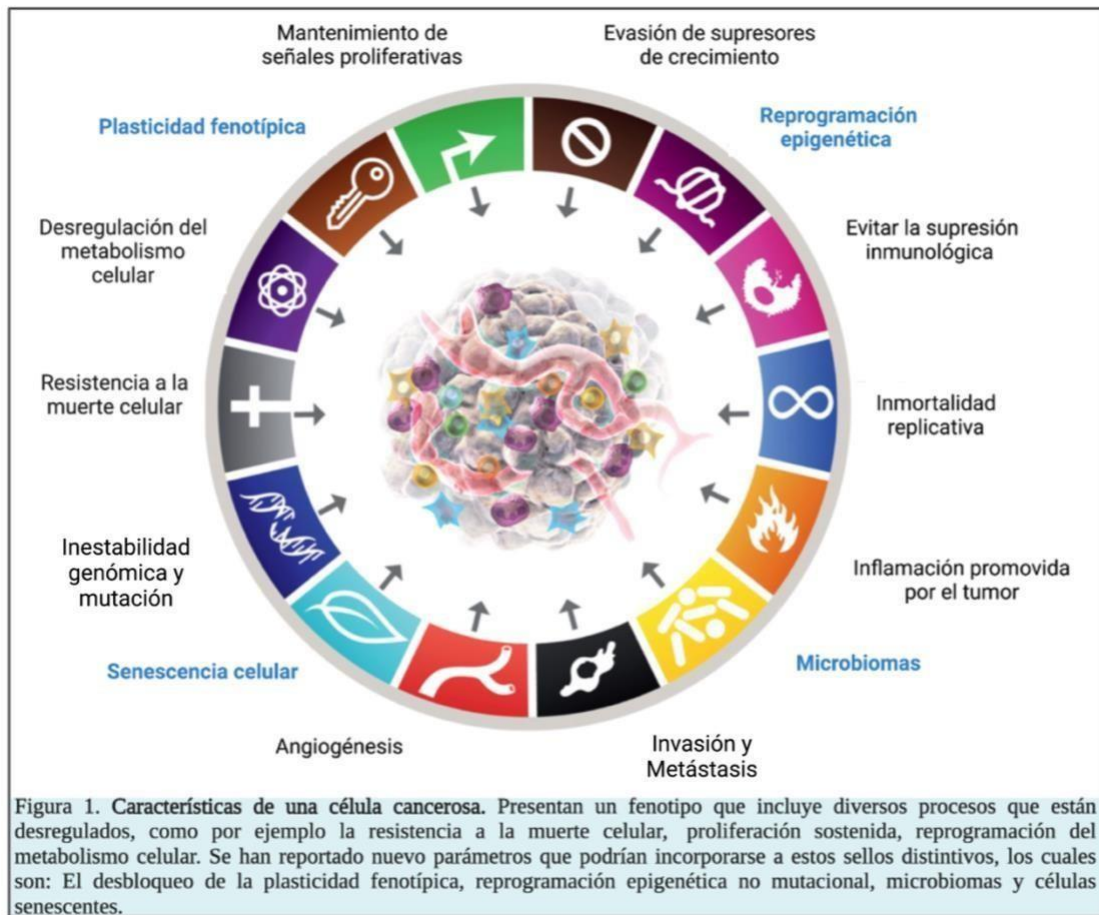 Mantenimiento de
señales proliferativas
Evasión de supresores
de crecimiento
Plasticidad fenotípica
Reprogramación
epigenética
Desregulación del
metabolismo
celular
Evitar la supresión
inmunológica
Resistencia a la
muerte celular
Inmortalidad
replicativa
Inestabilidad
genómica y
mutación
Inflamación promovida
por el tumor
Senescencia celular
Microbiomas
Angiogénesis
Invasión y
Metástasis
Figura 1. Características de una célula cancerosa. Presentan un fenotipo que incluye diversos procesos que están
desregulados, como por ejemplo la resistencia a la muerte celular, proliferación sostenida, reprogramación del
metabolismo celular. Se han reportado nuevo parámetros que podrían incorporarse a estos sellos distintivos, los cuales
son: El desbloqueo de la plasticidad fenotípica, reprogramación epigenética no mutacional, microbiomas y células
senescentes.